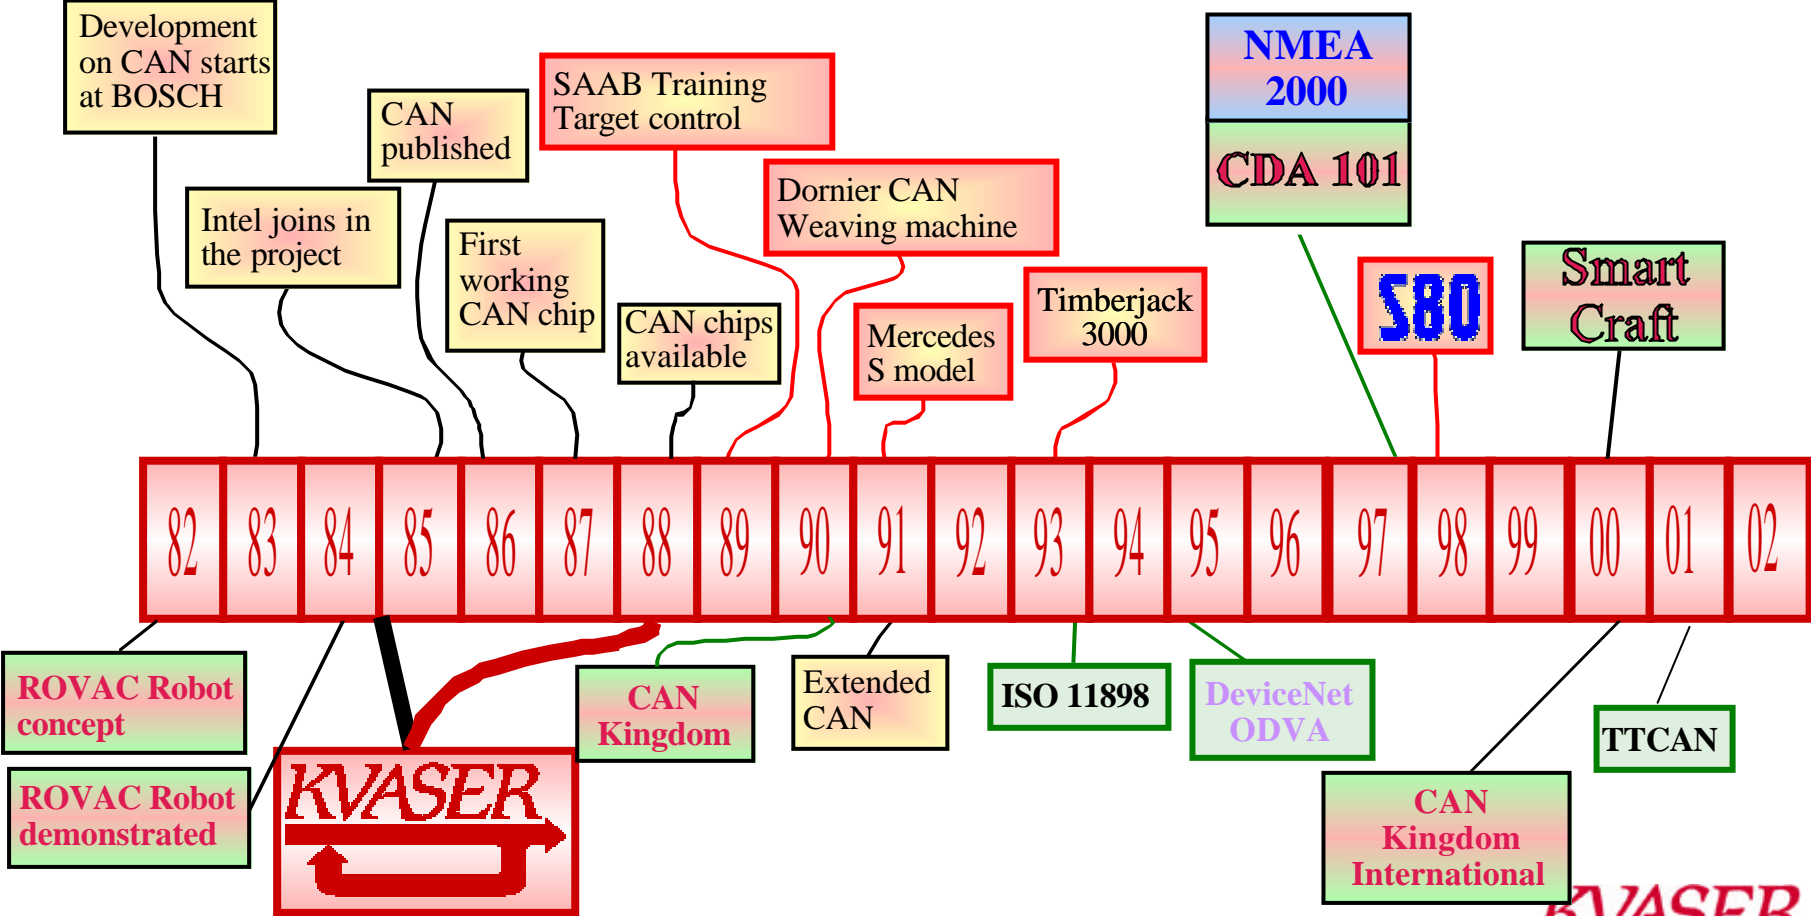 Development
on CAN starts
at BOSCH
Intel joins in
the project
CAN
published
First
working
CAN chip
SAAB Training
Target control
CAN chips
available
Dornier CAN
Weaving machine
Mercedes
S model
Timberjack
3000
NMEA
2000
CDA 101
S80
Smart
Craft
82 83 84 85 86 87 88 89 90 91 92 93 94 95 96 97 98 99 00 01 02
ROVAC Robot
concept
ROVAC Robot
demonstrated
KVASER
CAN
Kingdom
Extended
CAN
ISO 11898
DeviceNet
ODVA
CAN
Kingdom
International
TTCAN
KVASER